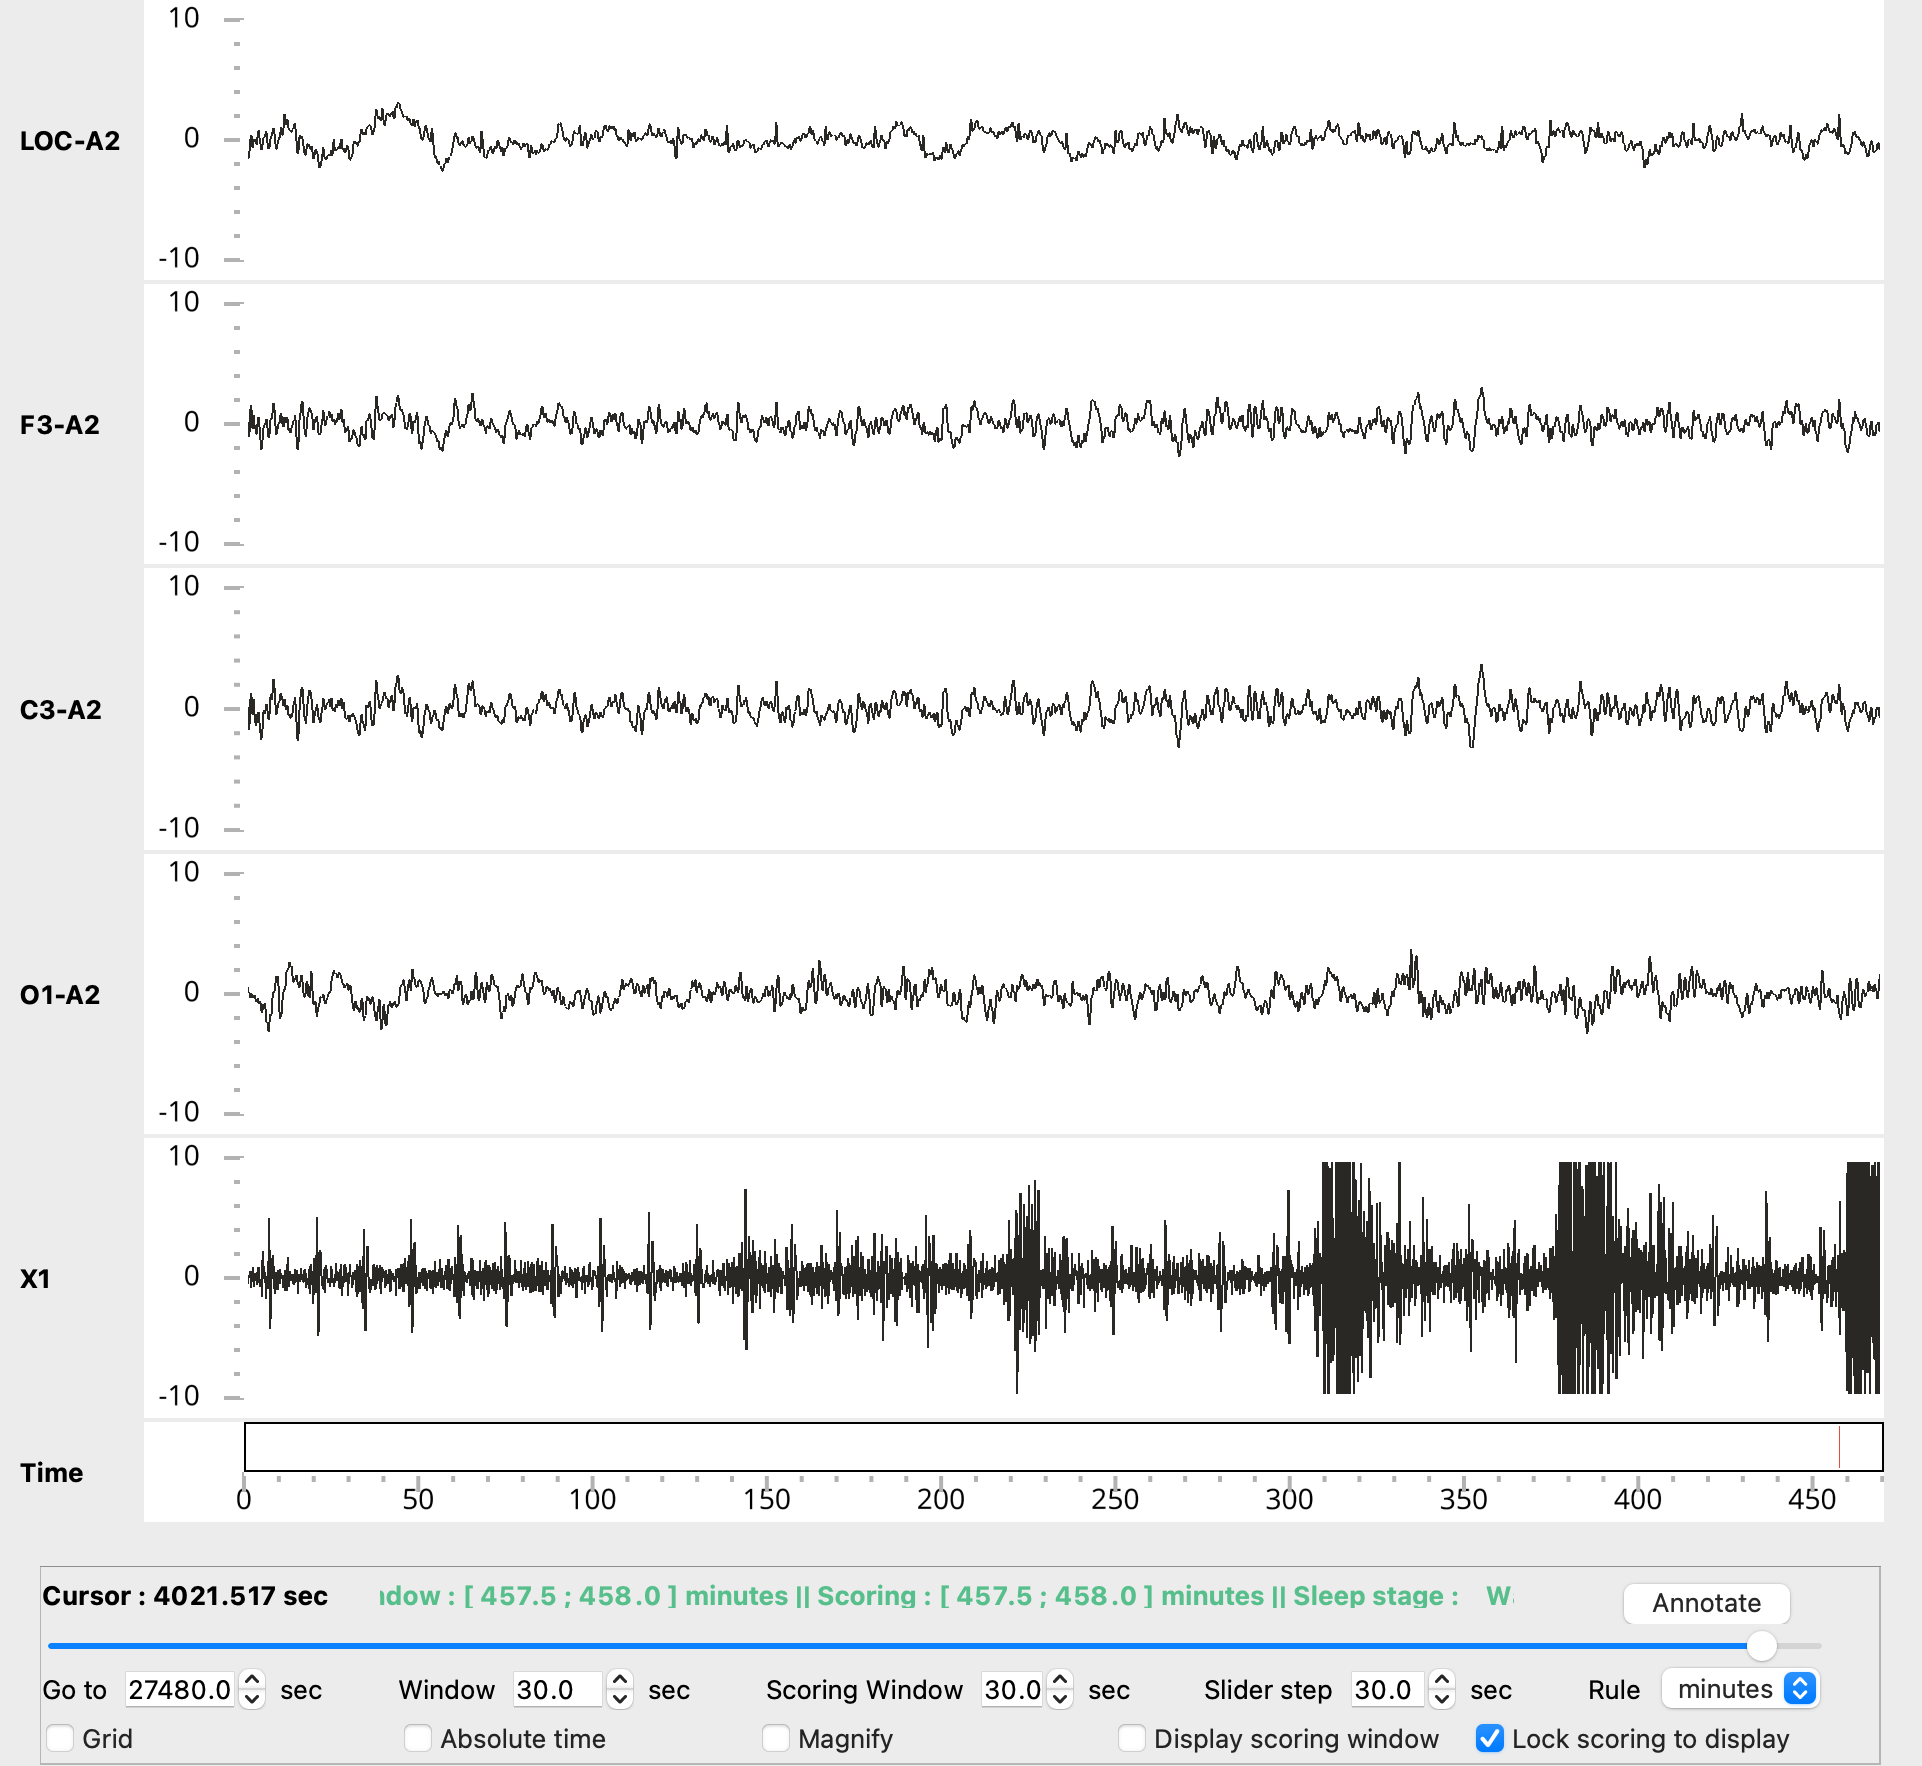 10
LOC-A2
0
-10
10
F3-A2
0
-10
10
C3-A2
0
-10
10
O1-A2
0
-10
10
X1
0
-10
Time
0 50 100 150 200 250 300 350 400 450
Cursor : 4021.517 sec dow : [ 457.5 ; 458.0 ] minutes || Scoring : [ 457.5 ; 458.0 ] minutes || Sleep stage : W Annotate
Go to 27480.0 sec Window 30.0 sec Scoring Window 30.0 sec Slider step 30.0 sec Rule minutes
Grid Absolute time Magnify Display scoring window Lock scoring to display